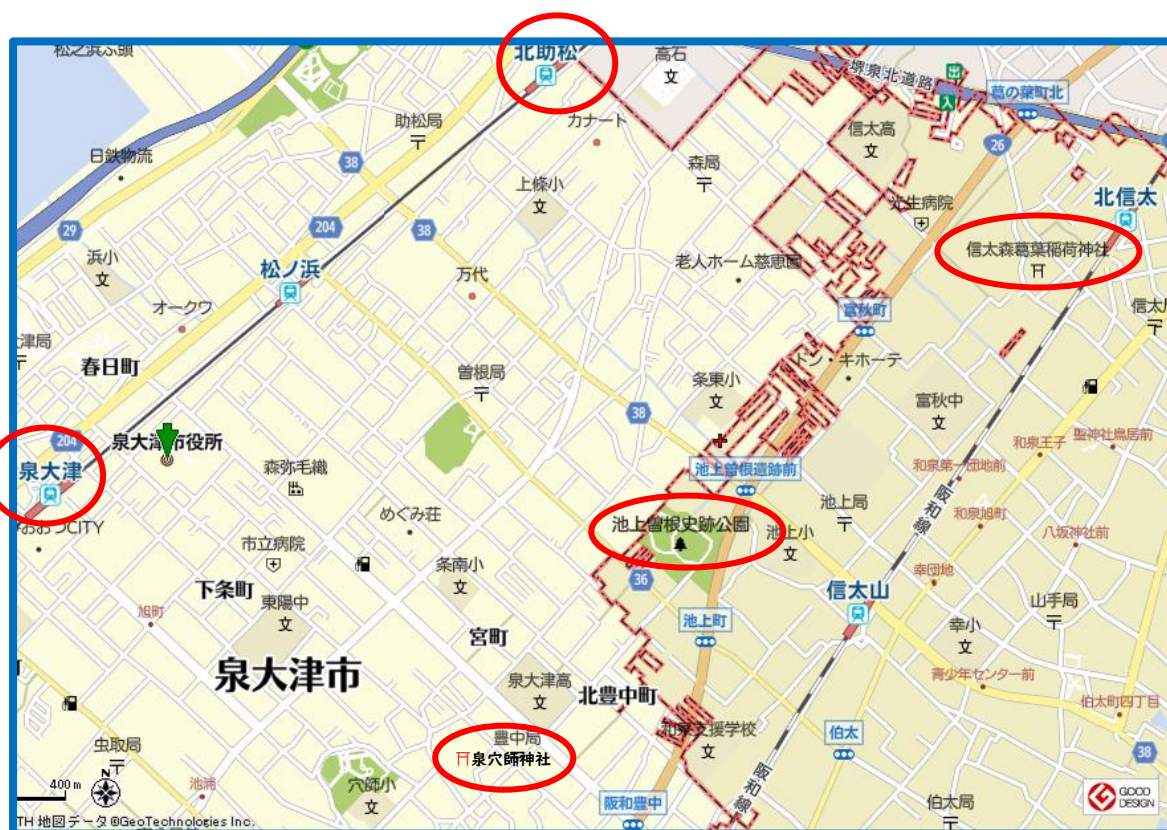 北助松
松之浜ふ頭
高石
文
堺泉北道路
出
入
葛の葉町北
助松局
カナート
信太高
文
26
日鉄物流
38
森局
上條小
文
北信太
光生病院
204
38
29
信太森葛葉稲荷神社
浜小
文
松ノ浜
万代
老人ホーム慈恵園
オークワ
富秋町
津局
春日町
ドン・キホーテ
曽根局
条東小
文
富秋中
文
38
204
泉大津市役所
和泉王子
聖神社鳥居前
泉大津
森弥毛織
池上曽根遺跡前
和泉第一団地前
阪和線
池上局
和泉旭町
おおつCITY
めぐみ荘
池上曽根史跡公園
池上小
文
八坂神社前
市立病院
条南小
文
36
幸団地
下条町
東陽中
文
信太山
山手局
旭町
池上町
宮町
幸小
文
泉大津市
泉大津高
文
北豊中町
青少年センター前
伯太町四丁目
和泉支援学校
文
伯太
豊中局
泉穴師神社
虫取局
38
400 m
N
池浦
穴師小
文
阪和豊中
阪和線
伯太局
文
GOOD
DESIGN
TH 地図データ ©GeoTechnologies Inc.